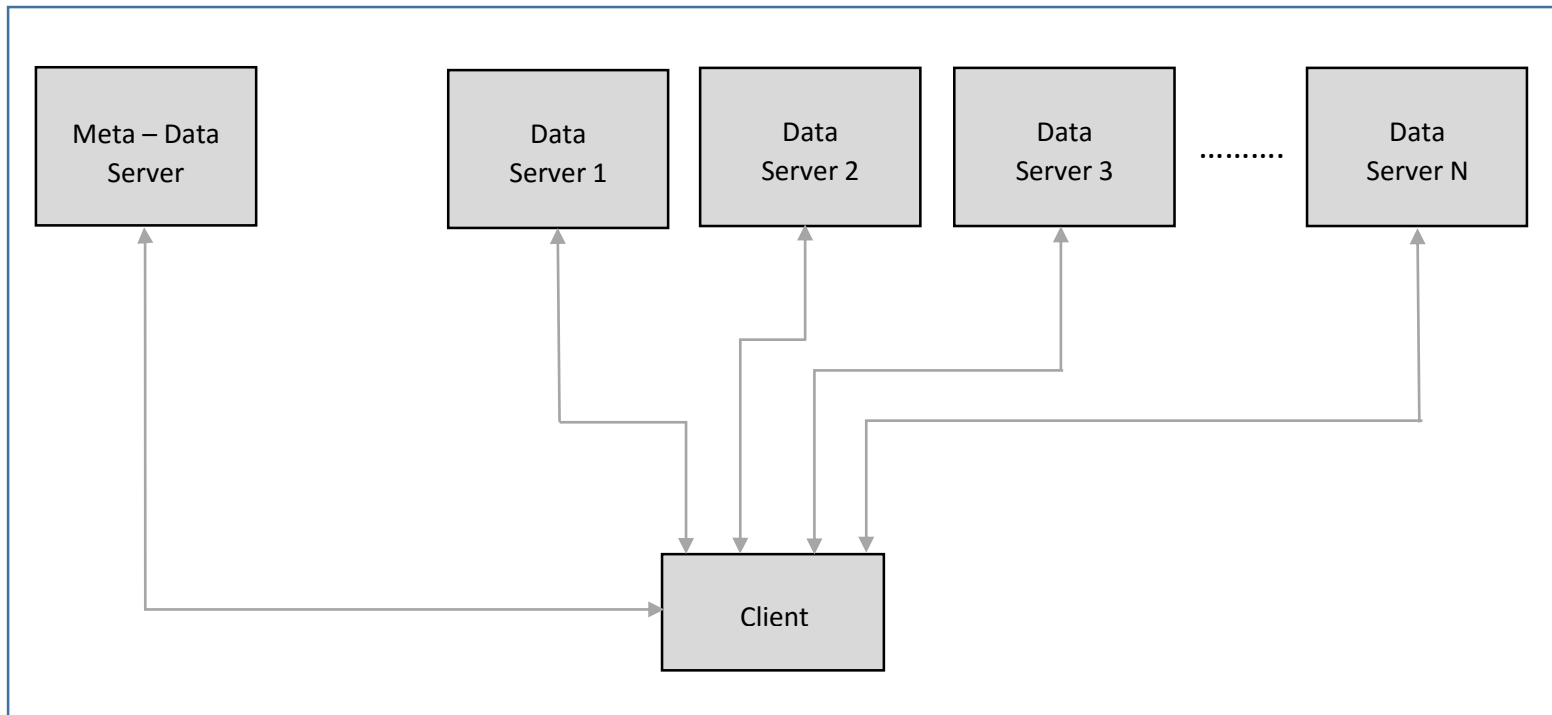 Meta – Data
Server
Data
Server 1
Data
Server 2
Data
Server 3
……….
Data
Server N
Client